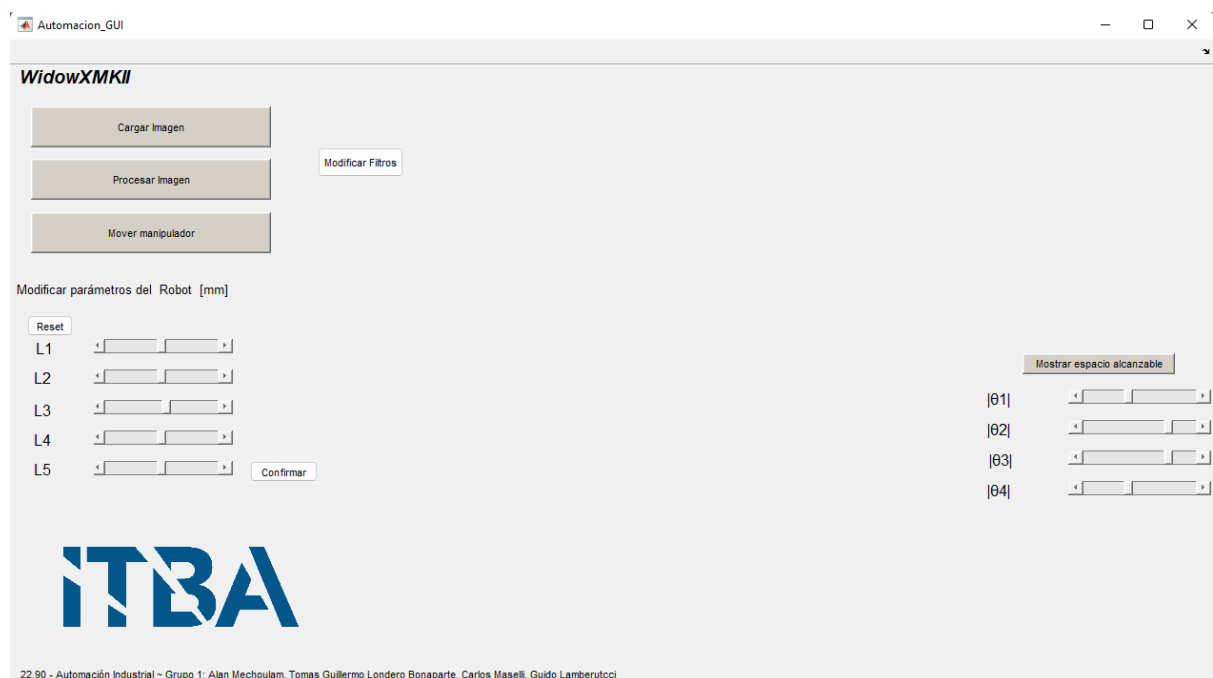 Automacion_GUI
WidowXMKII
Cargar Imagen
Modificar Filtros
Procesar Imagen
Mover manipulador
Modificar parámetros del Robot [mm]
Reset
L1
L2
L3
L4
L5
Confirmar
Mostrar espacio alcanzable
|θ1|
|θ2|
|θ3|
|θ4|
ITBA
22.90 - Automación Industrial ~ Grupo 1: Alan Mechoulam, Tomas Guillermo Londero Bonaparte, Carlos Maselli, Guido Lamberutcci